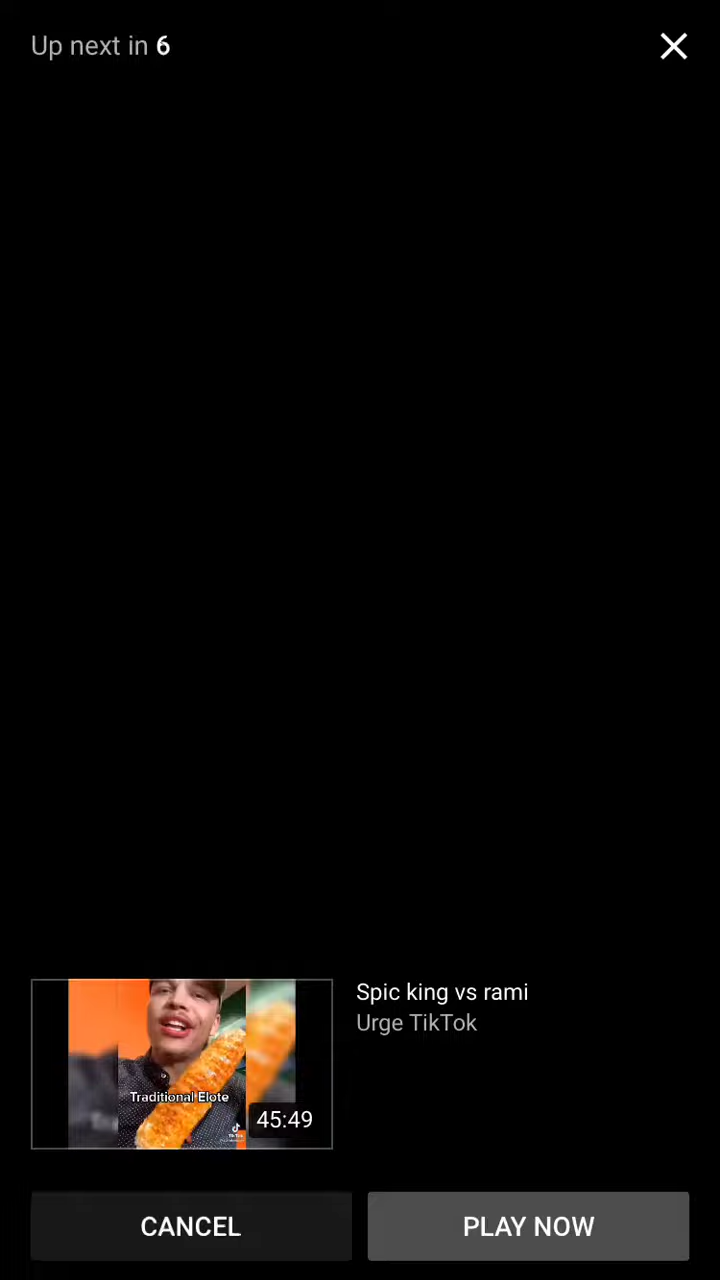 Up next in 6
Spic king vs rami
Urge TikTok
Traditional Elote
45:49
CANCEL
PLAY NOW